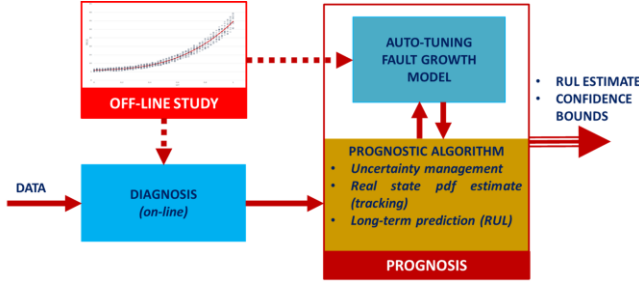 OFF-LINE STUDY
AUTO-TUNING
FAULT GROWTH
MODEL
• RUL ESTIMATE
• CONFIDENCE
BOUNDS
DATA
DIAGNOSIS
(on-line)
PROGNOSTIC ALGORITHM
• Uncertainty management
• Real state pdf estimate
(tracking)
• Long-term prediction (RUL)
PROGNOSIS